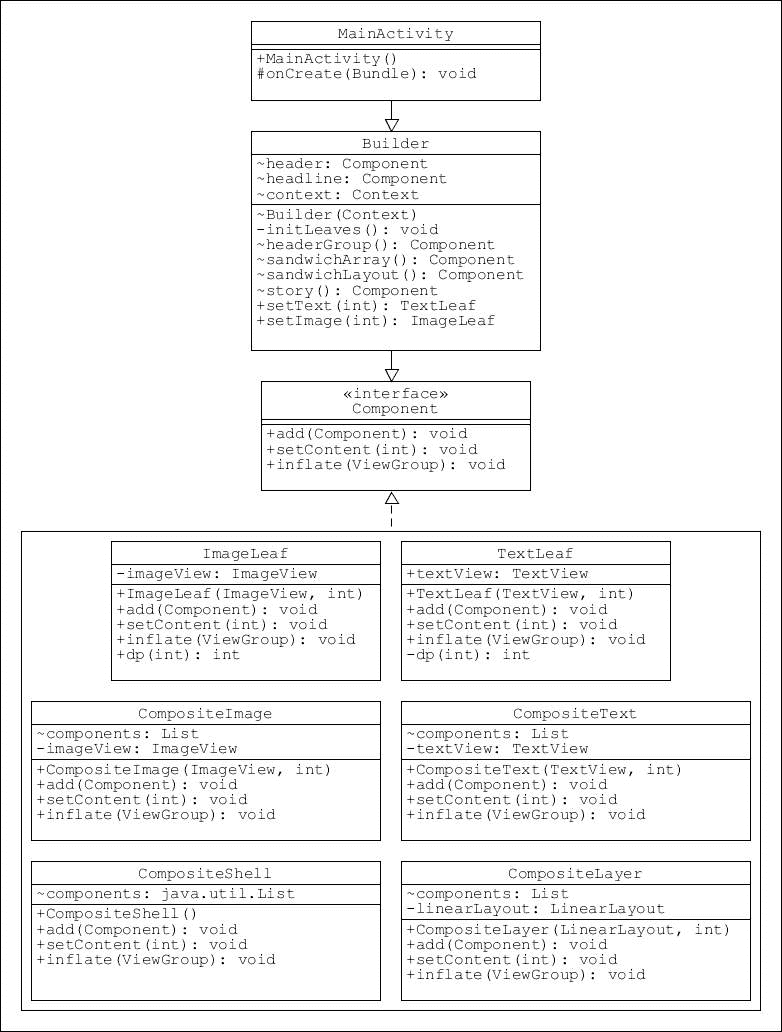 MainActivity
+MainActivity()
#onCreate(Bundle): void
Builder
~header: Component
~headline: Component
~context: Context
~Builder(Context)
-initLeaves(): void
~headerGroup(): Component
~sandwichArray(): Component
~sandwichLayout(): Component
~story(): Component
+setText(int): TextLeaf
+setImage(int): ImageLeaf
«interface»
Component
+add(Component): void
+setContent(int): void
+inflate(ViewGroup): void
ImageLeaf
-imageView: ImageView
+ImageLeaf(ImageView, int)
+add(Component): void
+setContent(int): void
+inflate(ViewGroup): void
+dp(int): int
TextLeaf
+textView: TextView
+TextLeaf(TextView, int)
+add(Component): void
+setContent(int): void
+inflate(ViewGroup): void
-dp(int): int
CompositeImage
~components: List
-imageView: ImageView
+CompositeImage(ImageView, int)
+add(Component): void
+setContent(int): void
+inflate(ViewGroup): void
CompositeText
~components: List
-textView: TextView
+CompositeText(TextView, int)
+add(Component): void
+setContent(int): void
+inflate(ViewGroup): void
CompositeShell
~components: java.util.List
+CompositeShell()
+add(Component): void
+setContent(int): void
+inflate(ViewGroup): void
CompositeLayer
~components: List
-linearLayout: LinearLayout
+CompositeLayer(LinearLayout, int)
+add(Component): void
+setContent(int): void
+inflate(ViewGroup): void